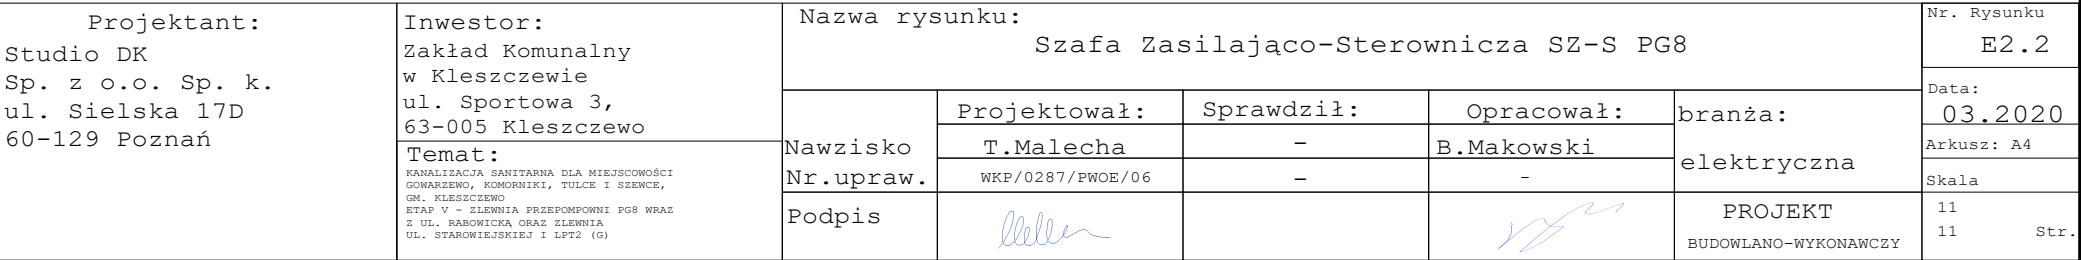 Projektant:
Studio DK
Sp. z o.o. Sp. k.
ul. Sielska 17D
60-129 Poznań
Inwestor:
Zakład Komunalny
w Kleszczewie
ul. Sportowa 3,
63-005 Kleszczewo
Temat:
KANALIZACJA SANITARNA DLA MIEJSCOWOŚCI
GOWARZEWO, KOMORNIKI, TULCE I SZEWCE,
GM. KLESZCZEWO
ETAP V - ZLEWNIA PRZEPOMPOWNI PG8 WRAZ
Z UL. RABOWICKĄ ORAZ ZLEWNIA
UL. STAROWIEJSKIEJ I LPT2 (G)
Nazwa rysunku:
Szafa Zasilająco-Sterownicza SZ-S PG8
Projektował: Sprawdził: Opracował:
Nawzisko T.Malecha - B.Makowski
Nr.upraw. WKP/0287/PWOE/06 - -
Podpis
branża:
elektryczna
PROJEKT
BUDOWLANO-WYKONAWCZY
Nr. Rysunku
E2.2
Data:
03.2020
Arkusz: A4
Skala
11
11 Str.